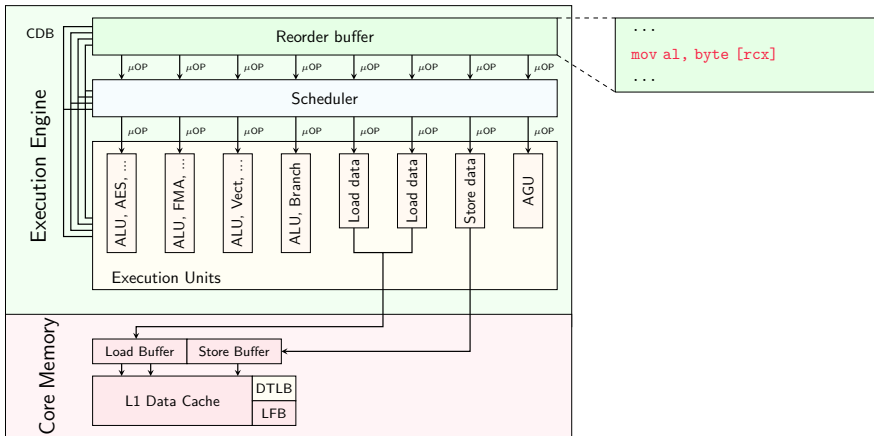 CDB
Reorder buffer
...
mov al, byte [rcx]
...
μOP μOP μOP μOP μOP μOP μOP μOP
Scheduler
μOP μOP μOP μOP μOP μOP μOP μOP
Execution Engine
ALU, AES, ...
ALU, FMA, ...
ALU, Vect, ...
ALU, Branch
Load data
Load data
Store data
AGU
Execution Units
Core Memory
Load Buffer
Store Buffer
L1 Data Cache
DTLB
LFB